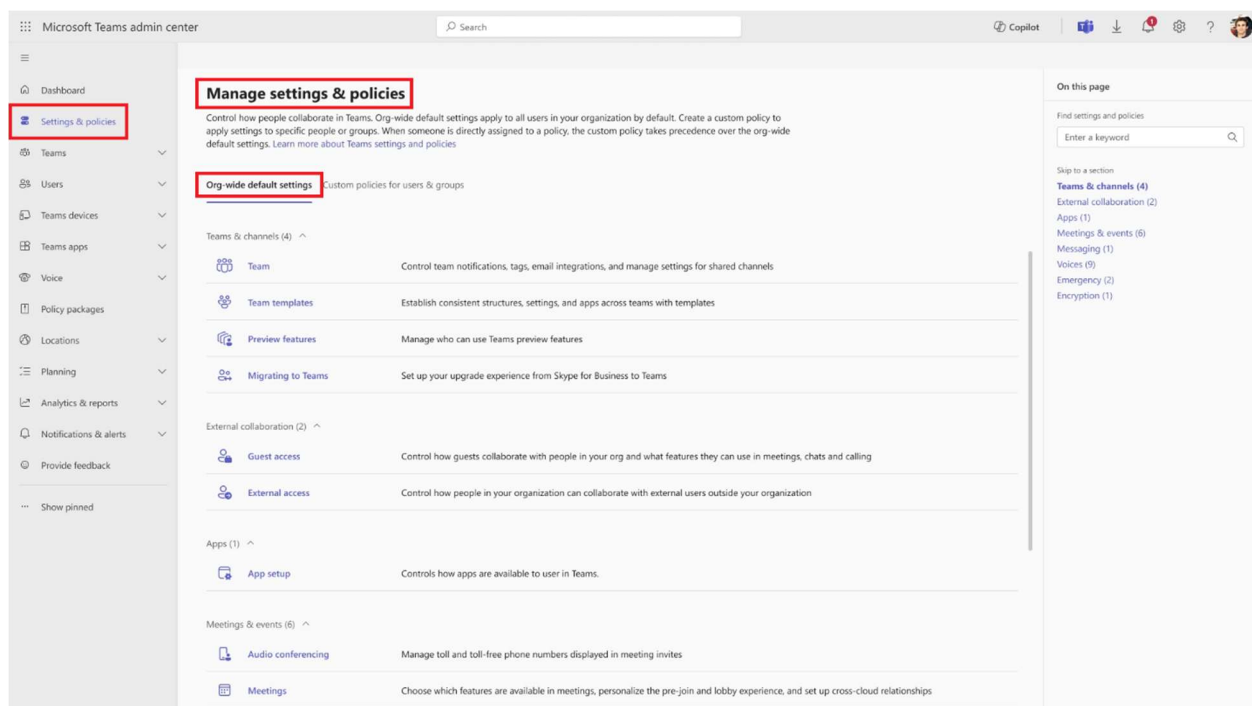 Microsoft Teams admin center
Search
Copilot
1
Dashboard
Settings & policies
Teams
Users
Teams devices
Teams apps
Voice
Policy packages
Locations
Planning
Analytics & reports
Notifications & alerts
Provide feedback
Show pinned
Manage settings & policies
Control how people collaborate in Teams. Org-wide default settings apply to all users in your organization by default. Create a custom policy to
apply settings to specific people or groups. When someone is directly assigned to a policy, the custom policy takes precedence over the org-wide
default settings. Learn more about Teams settings and policies
Org-wide default settings Custom policies for users & groups
Teams & channels (4)
Team Control team notifications, tags, email integrations, and manage settings for shared channels
Team templates Establish consistent structures, settings, and apps across teams with templates
Preview features Manage who can use Teams preview features
Migrating to Teams Set up your upgrade experience from Skype for Business to Teams
External collaboration (2)
Guest access Control how guests collaborate with people in your org and what features they can use in meetings, chats and calling
External access Control how people in your organization can collaborate with external users outside your organization
Apps (1)
App setup Controls how apps are available to user in Teams.
Meetings & events (6)
Audio conferencing Manage toll and toll-free phone numbers displayed in meeting invites
Meetings Choose which features are available in meetings, personalize the pre-join and lobby experience, and set up cross-cloud relationships
On this page
Find settings and policies
Enter a keyword
Skip to a section
Teams & channels (4)
External collaboration (2)
Apps (1)
Meetings & events (6)
Messaging (1)
Voices (9)
Emergency (2)
Encryption (1)